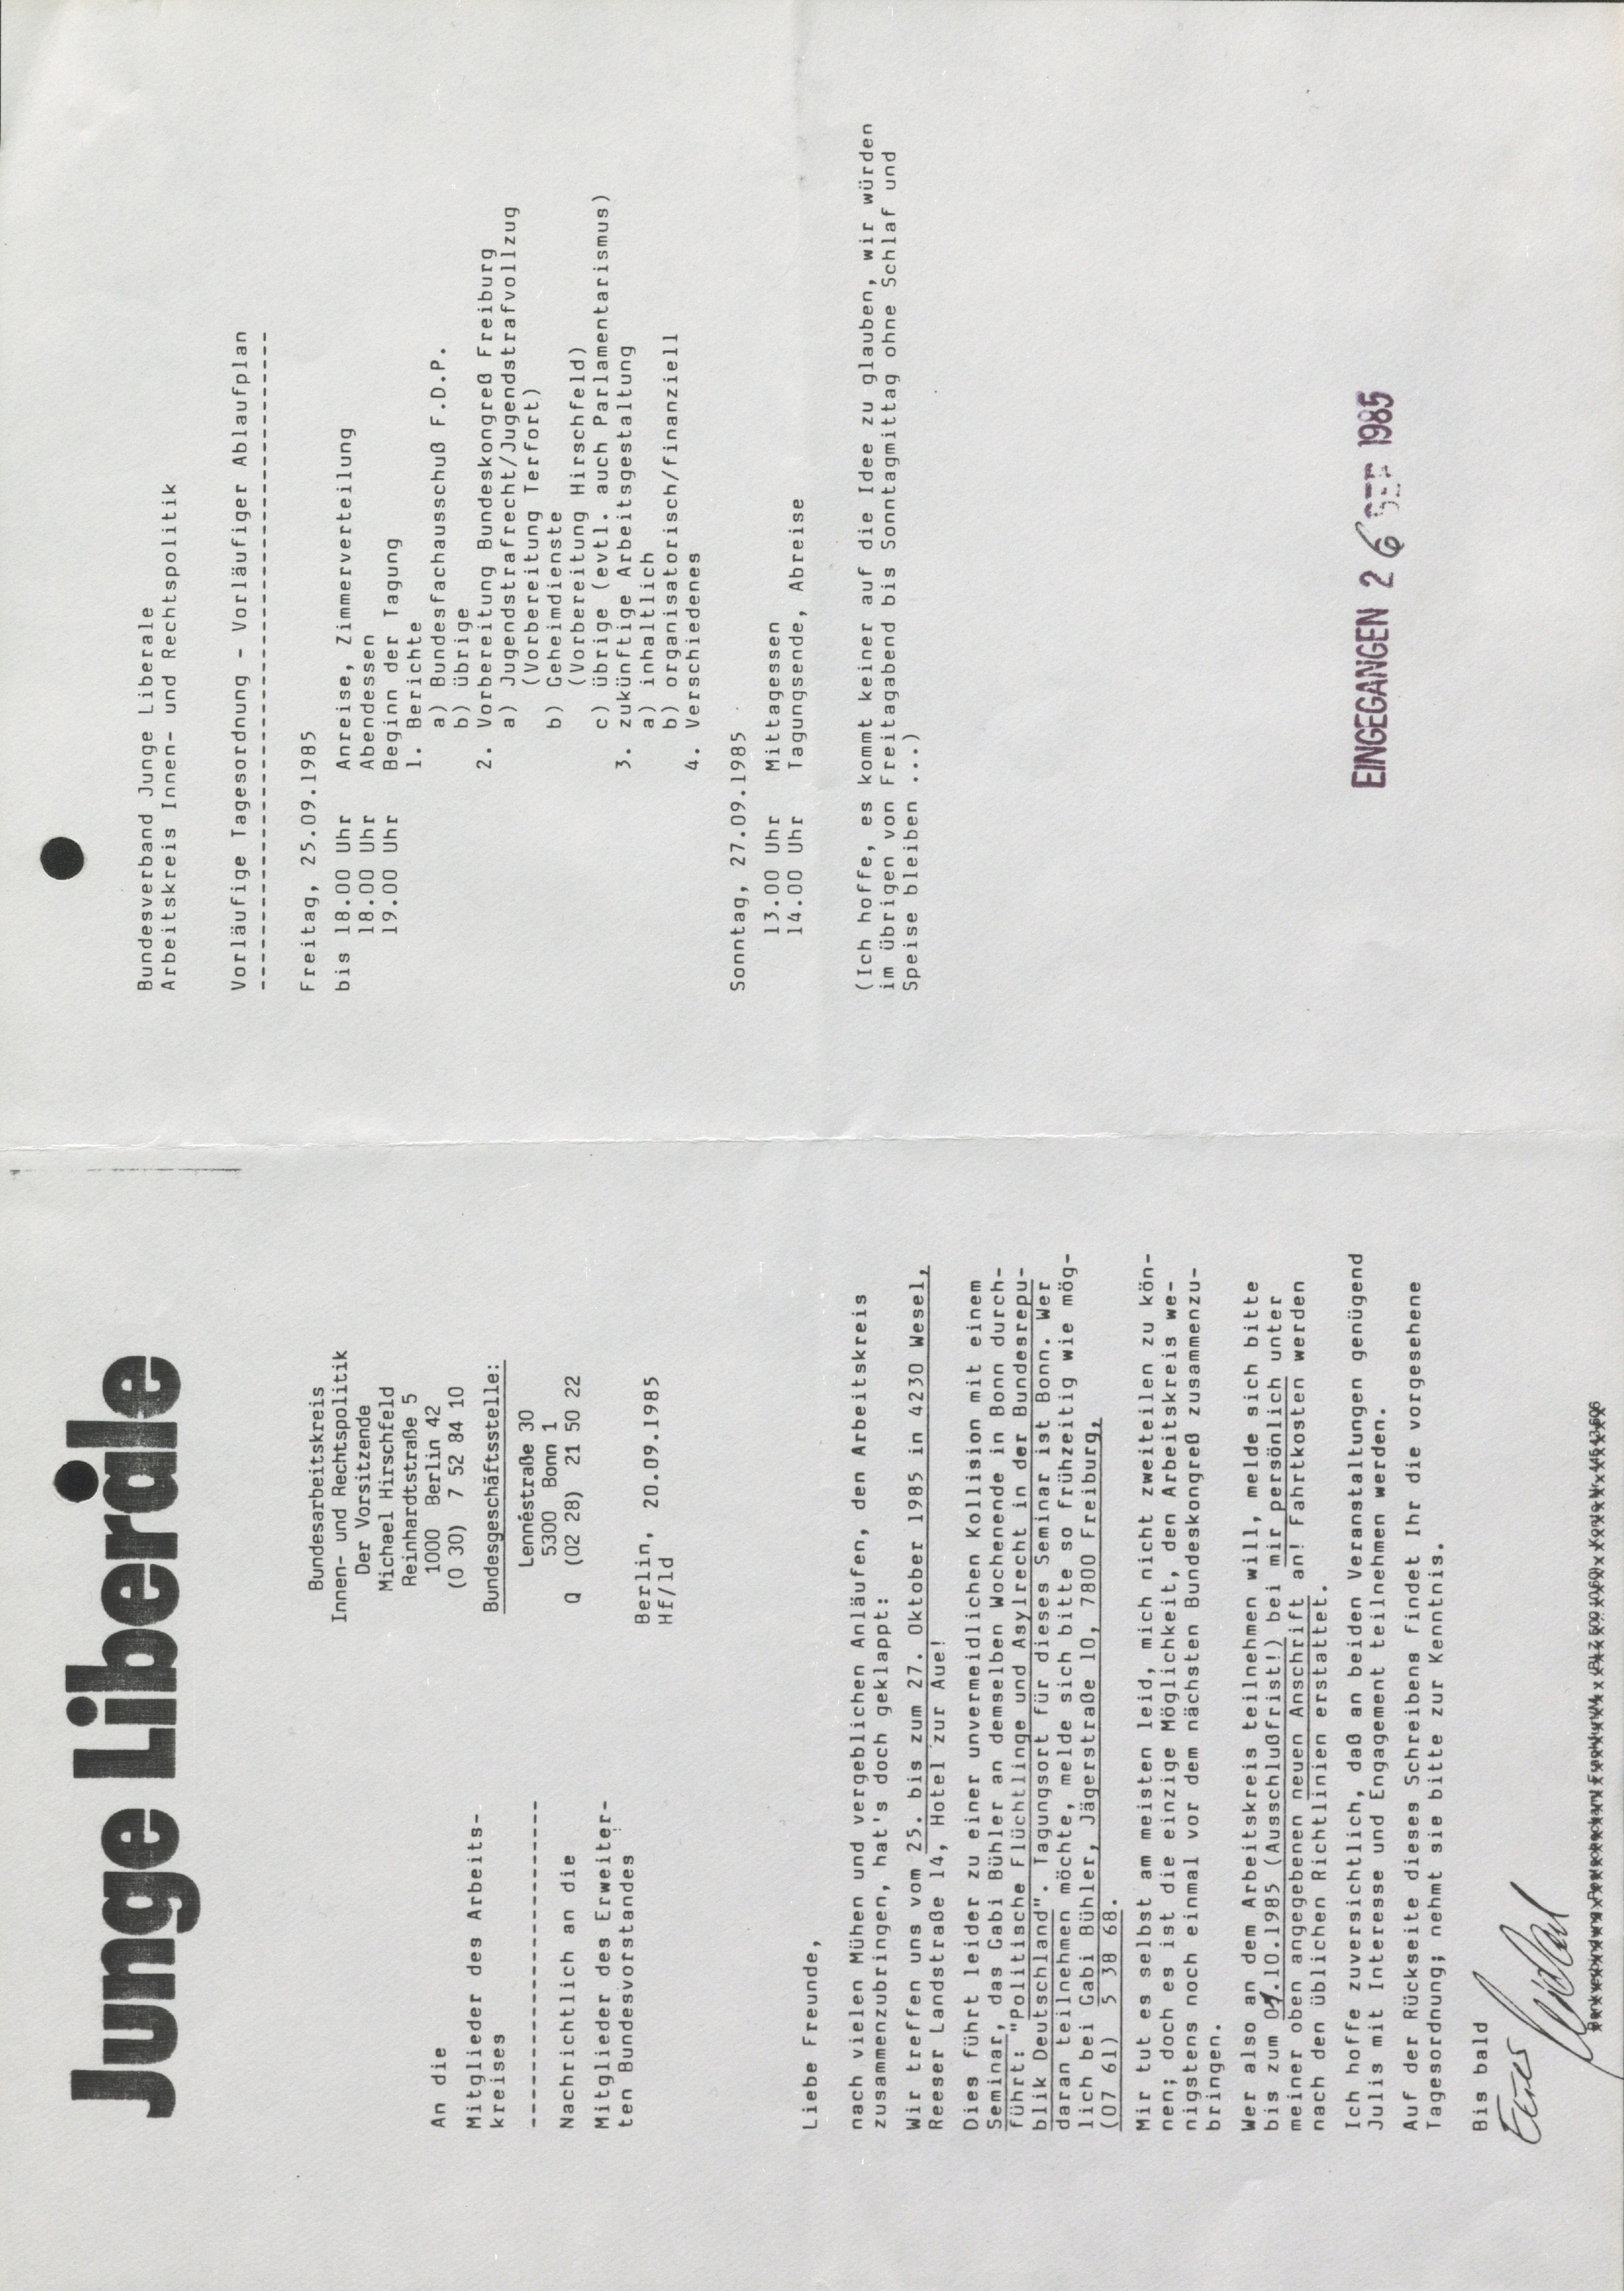 Junge Liberale
Bundesarbeitskreis
Innen- und Rechtspolitik
Der Vorsitzende
Michael Hirschfeld
Reinhardtstraße 5
1000 Berlin 42
(0 30) 7 52 84 10
Bundesgeschäftsstelle:
Lennéstraße 30
5300 Bonn 1
Q (02 28) 21 50 22
An die
Mitglieder des Arbeits-
kreises
Nachrichtlich an die
Mitglieder des Erweiter-
ten Bundesvorstandes
Berlin, 20.09.1985
Hf/ld
Liebe Freunde,
nach vielen Mühen und vergeblichen Anläufen, den Arbeitskreis
zusammenzubringen, hat's doch geklappt:
Wir treffen uns vom 25. bis zum 27. Oktober 1985 in 4230 Wesel,
Reeser Landstraße 14, Hotel zur Aue!
Dies führt leider zu einer unvermeidlichen Kollision mit einem
Seminar, das Gabi Bühler an demselben Wochenende in Bonn durch-
führt: "Politische Flüchtlinge und Asylrecht in der Bundesrepu-
blik Deutschland". Tagungsort für dieses Seminar ist Bonn. Wer
daran teilnehmen möchte, melde sich bitte so frühzeitig wie mög-
lich bei Gabi Bühler, Jägerstraße 10, 7800 Freiburg,
(07 61) 5 38 68.
Mir tut es selbst am meisten leid, mich nicht zweiteilen zu kön-
nen; doch es ist die einzige Möglichkeit, den Arbeitskreis we-
nigstens noch einmal vor dem nächsten Bundeskongreß zusammenzu-
bringen.
Wer also an dem Arbeitskreis teilnehmen will, melde sich bitte
bis zum .10.1985 (Ausschlußfrist!) bei mir persönlich unter
meiner oben angegebenen neuen Anschrift an! Fahrtkosten werden
nach den üblichen Richtlinien erstattet.
Ich hoffe zuversichtlich, daß an beiden Veranstaltungen genügend
Julis mit Interesse und Engagement teilnehmen werden.
Auf der Rückseite dieses Schreibens findet Ihr die vorgesehene
Tagesordnung; nehmt sie bitte zur Kenntnis.
Bis bald
Euer
Bundesverband Junge Liberale
Arbeitskreis Innen- und Rechtspolitik
Vorläufige Tagesordnung - Vorläufiger Ablaufplan
Freitag, 25.09.1985
bis 18.00 Uhr Anreise, Zimmerverteilung
18.00 Uhr Abendessen
19.00 Uhr Beginn der Tagung
1. Berichte
a) Bundesfachausschuß F.D.P.
b) übrige
2. Vorbereitung Bundeskongreß Freiburg
a) Jugendstrafrecht/Jugendstrafvollzug
(Vorbereitung Terfort)
b) Geheimdienste
(Vorbereitung Hirschfeld)
c) übrige (evtl. auch Parlamentarismus)
3. zukünftige Arbeitsgestaltung
a) inhaltlich
b) organisatorisch/finanziell
4. Verschiedenes
Sonntag, 27.09.1985
13.00 Uhr Mittagessen
14.00 Uhr Tagungsende, Abreise
(Ich hoffe, es kommt keiner auf die Idee zu glauben, wir würden
im übrigen von Freitagabend bis Sonntagmittag ohne Schlaf und
Speise bleiben ...)
EINGEGANGEN 26 SEP 1985